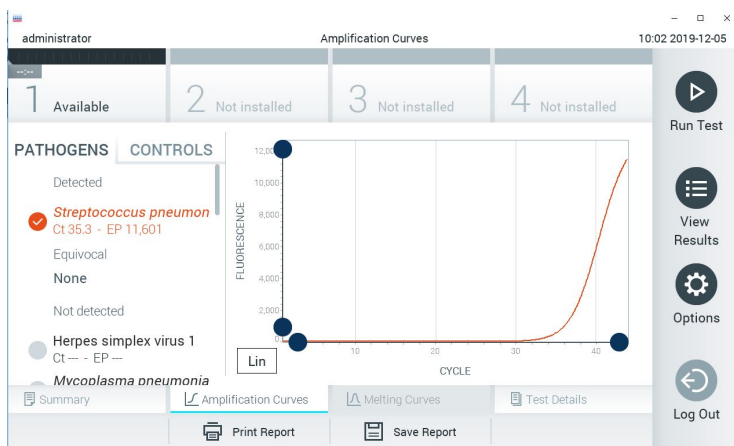 administrator
Amplification Curves
10:02 2019-12-05
--:--
1 Available
2 Not installed
3 Not installed
4 Not installed
Run Test
PATHOGENS
CONTROLS
Detected
Streptococcus pneumon
Ct 35.3 - EP 11,601
Equivocal
None
Not detected
Herpes simplex virus 1
Ct --- - EP ---
Mycoplasma pneumonia
FLUORESCENCE
12,00
10,000
8,000
6,000
4,000
2,000
0
10
20
30
40
CYCLE
Lin
View
Results
Options
Log Out
Summary
Amplification Curves
Melting Curves
Test Details
Print Report
Save Report